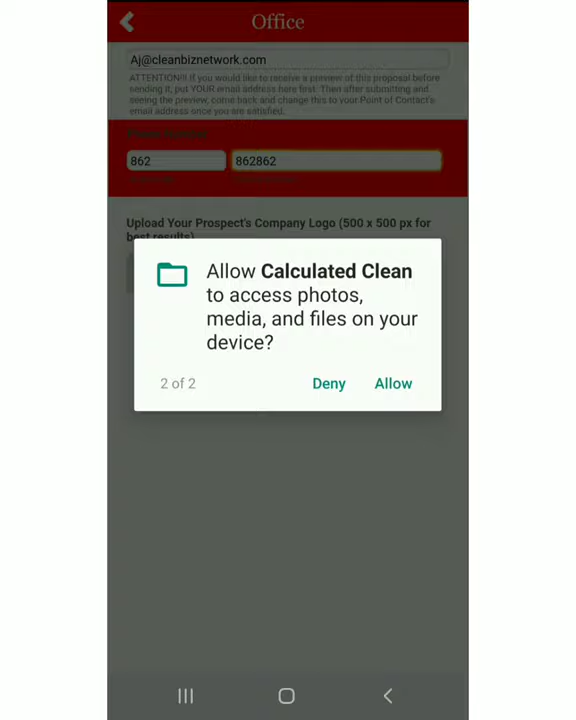 Office
Aj@cleanbiznetwork.com
ATTENTION!!! If you would like to receive a preview of this proposal before
sending it, put YOUR email address here first. Then after submitting and
seeing the preview, come back and change this to your Point of Contact's
email address once you are satisfied.
862
862862
Upload Your Prospect's Company Logo (500 x 500 px for
best results)
Allow Calculated Clean
to access photos,
media, and files on your
device?
2 of 2
Deny
Allow